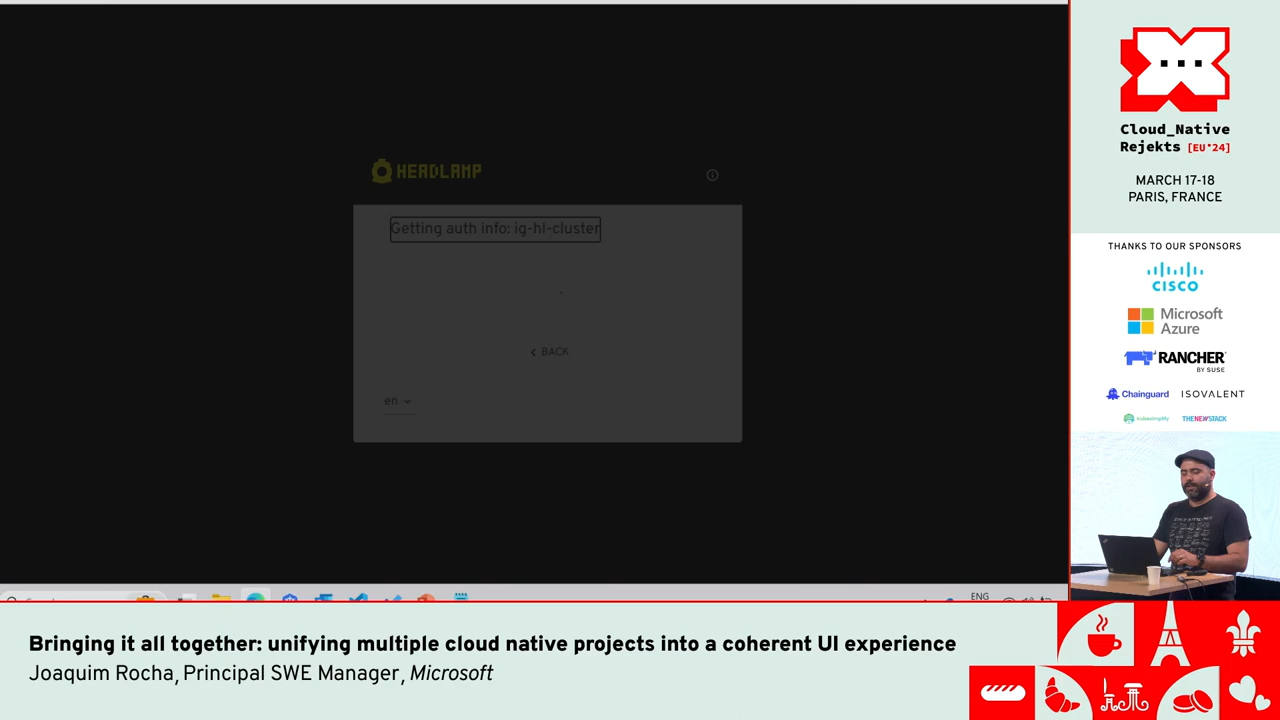 HEADLAMP
Getting auth info: ig-hl-cluster
BACK
en
ENG
Cloud_Native
Rejekts [EU*24]
MARCH 17-18
PARIS, FRANCE
THANKS TO OUR SPONSORS
CISCO
Microsoft
Azure
RANCHER
BY SUSE
Chainguard
ISOVALENT
kubesimplify
THENEWSTACK
Bringing it all together: unifying multiple cloud native projects into a coherent UI experience
Joaquim Rocha, Principal SWE Manager, Microsoft